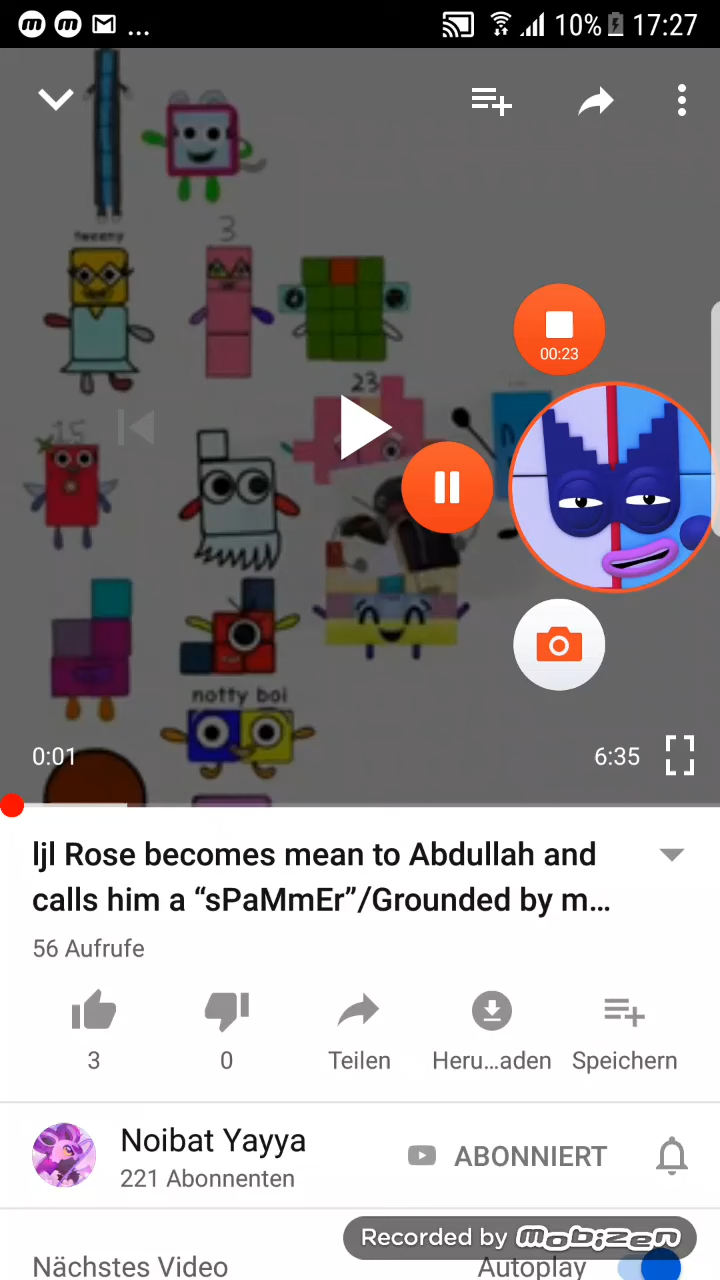 ... 10% 17:27
tweeny
3
00:23
23
15
notty boi
0:01 6:35
ljl Rose becomes mean to Abdullah and
calls him a “sPaMmEr”/Grounded by m...
56 Aufrufe
3 0 Teilen Heru...aden Speichern
Noibat Yayya
221 Abonnenten
ABONNIERT
Recorded by mobizen
Nächstes Video Autoplay